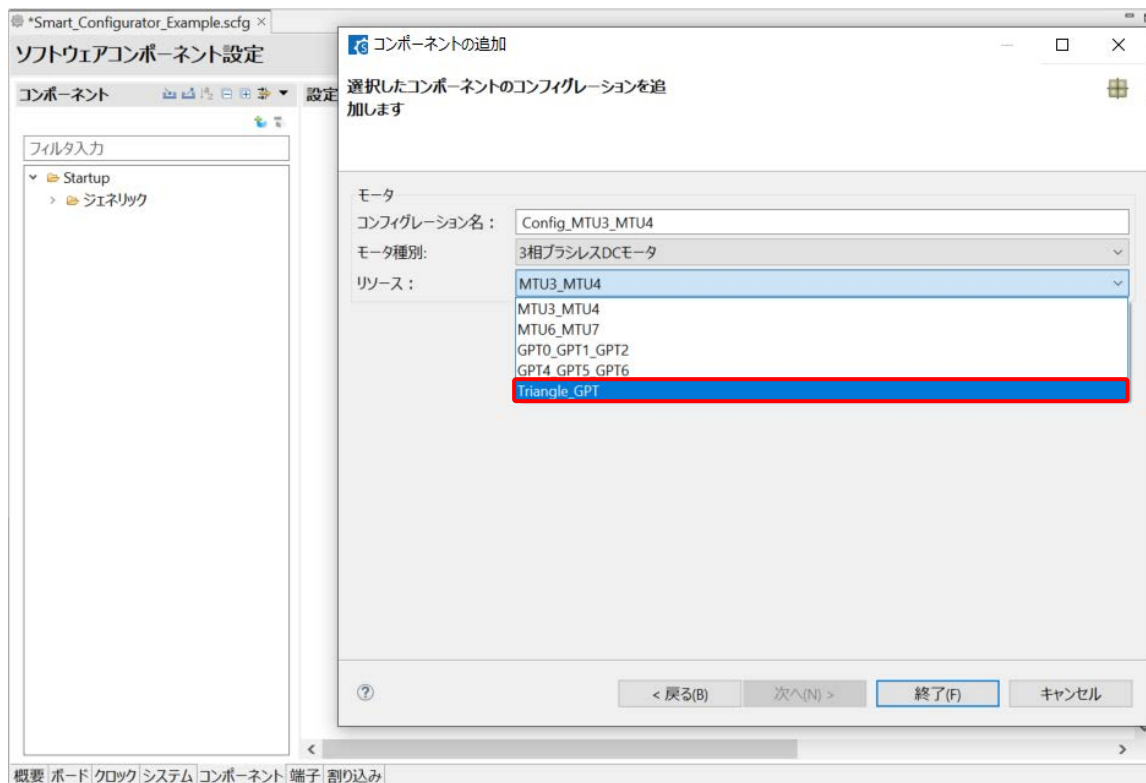 *Smart_Configurator_Example.scfg
ソフトウェアコンポーネント設定
コンポーネント
設定
フィルタ入力
Startup
ジェネリック
コンポーネントの追加
選択したコンポーネントのコンフィグレーションを追
加します
モータ
コンフィグレーション名：
Config_MTU3_MTU4
モータ種別:
3相ブラシレスDCモータ
リソース：
MTU3_MTU4
MTU3_MTU4
MTU6_MTU7
GPT0_GPT1_GPT2
GPT4_GPT5_GPT6
Triangle_GPT
< 戻る(B)
次へ(N) >
終了(F)
キャンセル
概要 ボード クロック システム コンポーネント 端子 割り込み